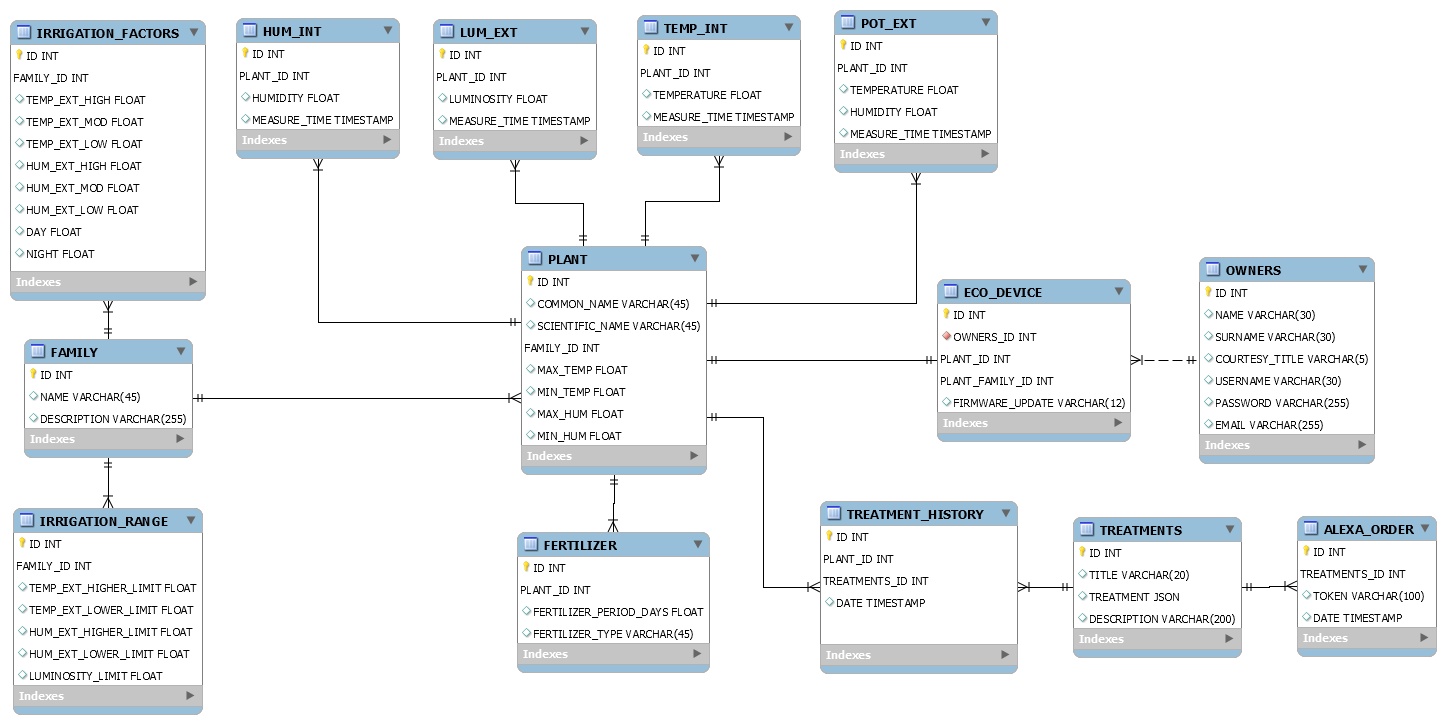 IRRIGATION_FACTORS
ID INT
FAMILY_ID INT
TEMP_EXT_HIGH FLOAT
TEMP_EXT_MOD FLOAT
TEMP_EXT_LOW FLOAT
HUM_EXT_HIGH FLOAT
HUM_EXT_MOD FLOAT
HUM_EXT_LOW FLOAT
DAY FLOAT
NIGHT FLOAT
Indexes
HUM_INT
ID INT
PLANT_ID INT
HUMIDITY FLOAT
MEASURE_TIME TIMESTAMP
Indexes
LUM_EXT
ID INT
PLANT_ID INT
LUMINOSITY FLOAT
MEASURE_TIME TIMESTAMP
Indexes
TEMP_INT
ID INT
PLANT_ID INT
TEMPERATURE FLOAT
MEASURE_TIME TIMESTAMP
Indexes
POT_EXT
ID INT
PLANT_ID INT
TEMPERATURE FLOAT
HUMIDITY FLOAT
MEASURE_TIME TIMESTAMP
Indexes
FAMILY
ID INT
NAME VARCHAR(45)
DESCRIPTION VARCHAR(255)
Indexes
PLANT
ID INT
COMMON_NAME VARCHAR(45)
SCIENTIFIC_NAME VARCHAR(45)
FAMILY_ID INT
MAX_TEMP FLOAT
MIN_TEMP FLOAT
MAX_HUM FLOAT
MIN_HUM FLOAT
Indexes
ECO_DEVICE
ID INT
OWNERS_ID INT
PLANT_ID INT
PLANT_FAMILY_ID INT
FIRMWARE_UPDATE VARCHAR(12)
Indexes
OWNERS
ID INT
NAME VARCHAR(30)
SURNAME VARCHAR(30)
COURTESY_TITLE VARCHAR(5)
USERNAME VARCHAR(30)
PASSWORD VARCHAR(255)
EMAIL VARCHAR(255)
Indexes
IRRIGATION_RANGE
ID INT
FAMILY_ID INT
TEMP_EXT_HIGHER_LIMIT FLOAT
TEMP_EXT_LOWER_LIMIT FLOAT
HUM_EXT_HIGHER_LIMIT FLOAT
HUM_EXT_LOWER_LIMIT FLOAT
LUMINOSITY_LIMIT FLOAT
Indexes
FERTILIZER
ID INT
PLANT_ID INT
FERTILIZER_PERIOD_DAYS FLOAT
FERTILIZER_TYPE VARCHAR(45)
Indexes
TREATMENT_HISTORY
ID INT
PLANT_ID INT
TREATMENTS_ID INT
DATE TIMESTAMP
Indexes
TREATMENTS
ID INT
TITLE VARCHAR(20)
TREATMENT JSON
DESCRIPTION VARCHAR(200)
Indexes
ALEXA_ORDER
ID INT
TREATMENTS_ID INT
TOKEN VARCHAR(100)
DATE TIMESTAMP
Indexes